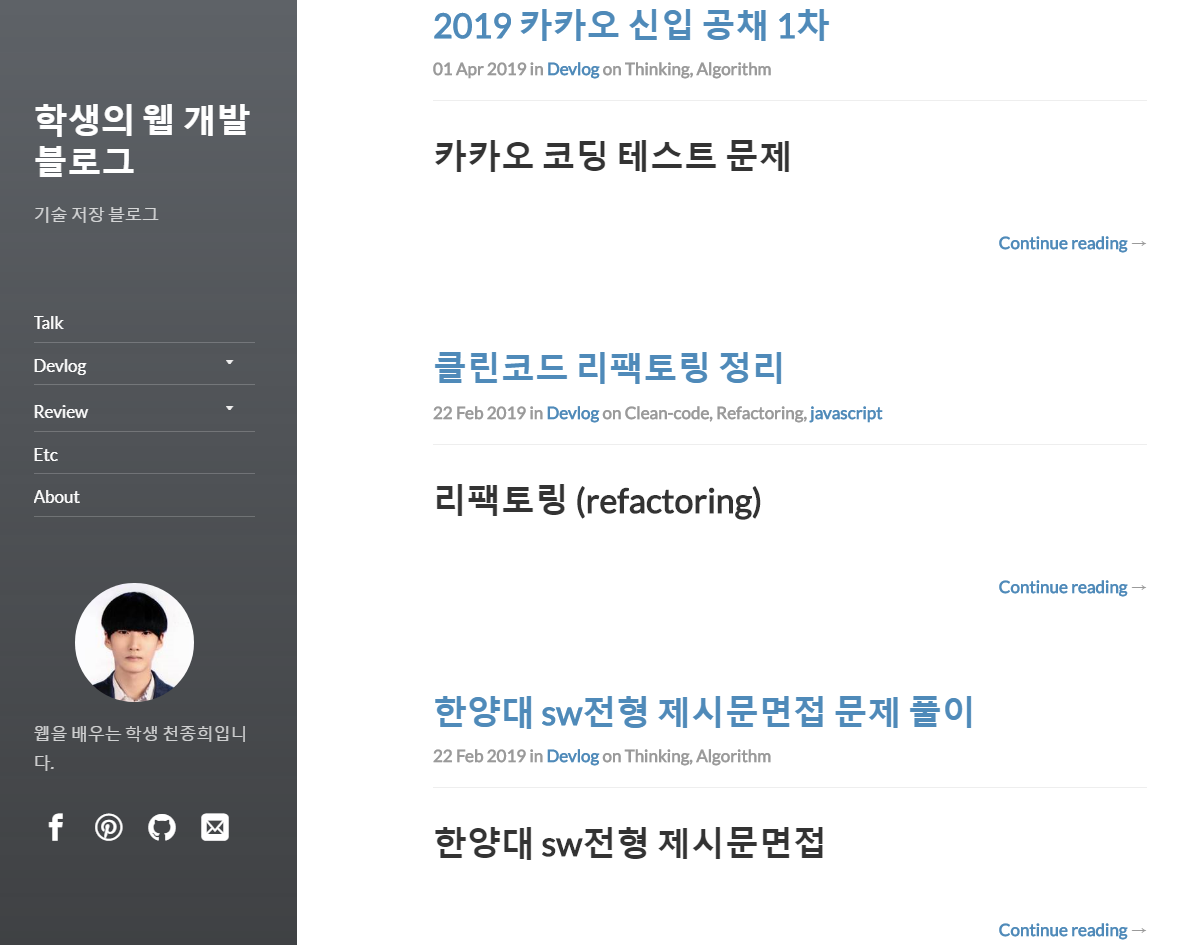 학생의 웹 개발
블로그
기술 저장 블로그
Talk
Devlog
Review
Etc
About
웹을 배우는 학생 천종희입니
다.
2019 카카오 신입 공채 1차
01 Apr 2019 in Devlog on Thinking, Algorithm
카카오 코딩 테스트 문제
Continue reading →
클린코드 리팩토링 정리
22 Feb 2019 in Devlog on Clean-code, Refactoring, javascript
리팩토링 (refactoring)
Continue reading →
한양대 sw전형 제시문면접 문제 풀이
22 Feb 2019 in Devlog on Thinking, Algorithm
한양대 sw전형 제시문면접
Continue reading →